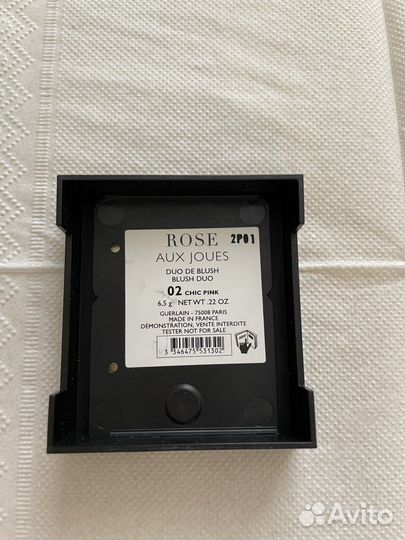 ROSE 2P01
AUX JOUES
DUO DE BLUSH
BLUSH DUO
02 CHIC PINK
6,5 g NET WT .22 OZ
GUERLAIN - 75008 PARIS
MADE IN FRANCE
DÉMONSTRATION, VENTE INTERDITE
TESTER NOT FOR SALE
3 346475 531302
Avito